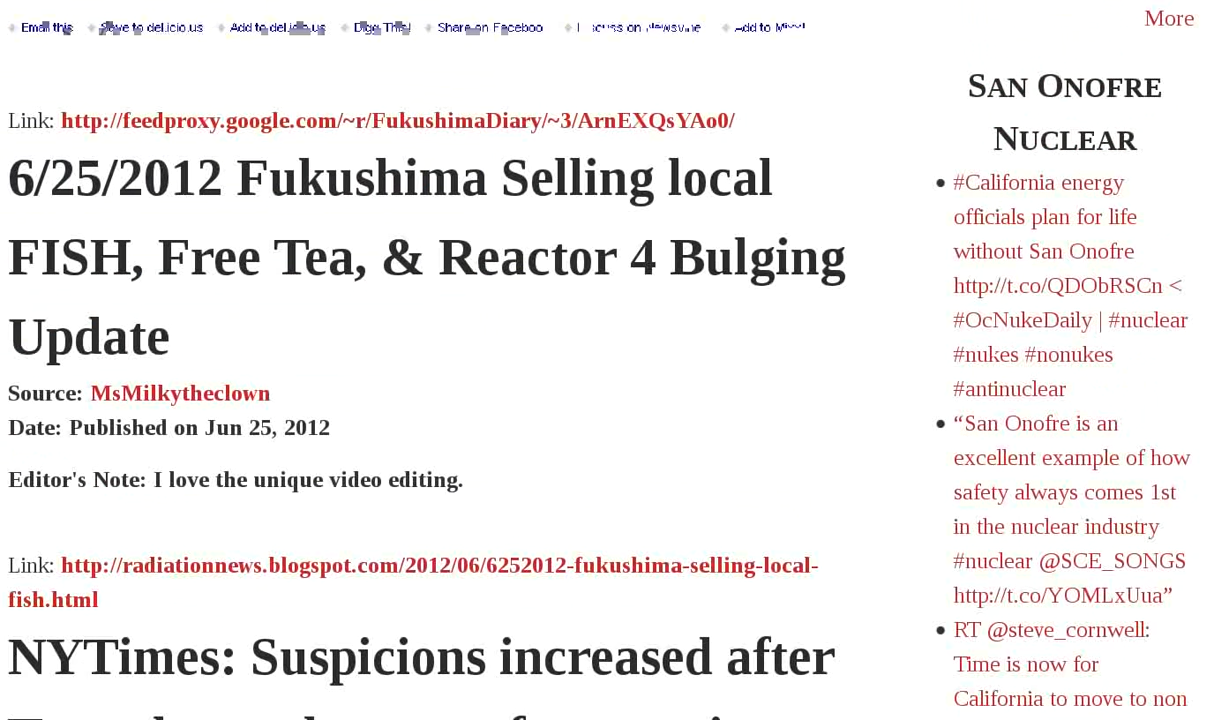 Email this Save to del.icio.us Add to del.icio.us Digg This! Share on Facebook Discuss on Newsvine Add to
Link: http://feedproxy.google.com/~r/FukushimaDiary/~3/ArnEXQsYAo0/
6/25/2012 Fukushima Selling local
FISH, Free Tea, & Reactor 4 Bulging
Update
Source: MsMilkytheclown
Date: Published on Jun 25, 2012
Editor's Note: I love the unique video editing.
Link: http://radiationnews.blogspot.com/2012/06/6252012-fukushima-selling-local-
fish.html
NYTimes: Suspicions increased after
More
SAN ONOFRE
NUCLEAR
#California energy
officials plan for life
without San Onofre
http://t.co/QDObRSCn <
#OcNukeDaily | #nuclear
#nukes #nonukes
#antinuclear
“San Onofre is an
excellent example of how
safety always comes 1st
in the nuclear industry
#nuclear @SCE_SONGS
http://t.co/YOMLxUua”
RT @steve_cornwell:
Time is now for
California to move to non